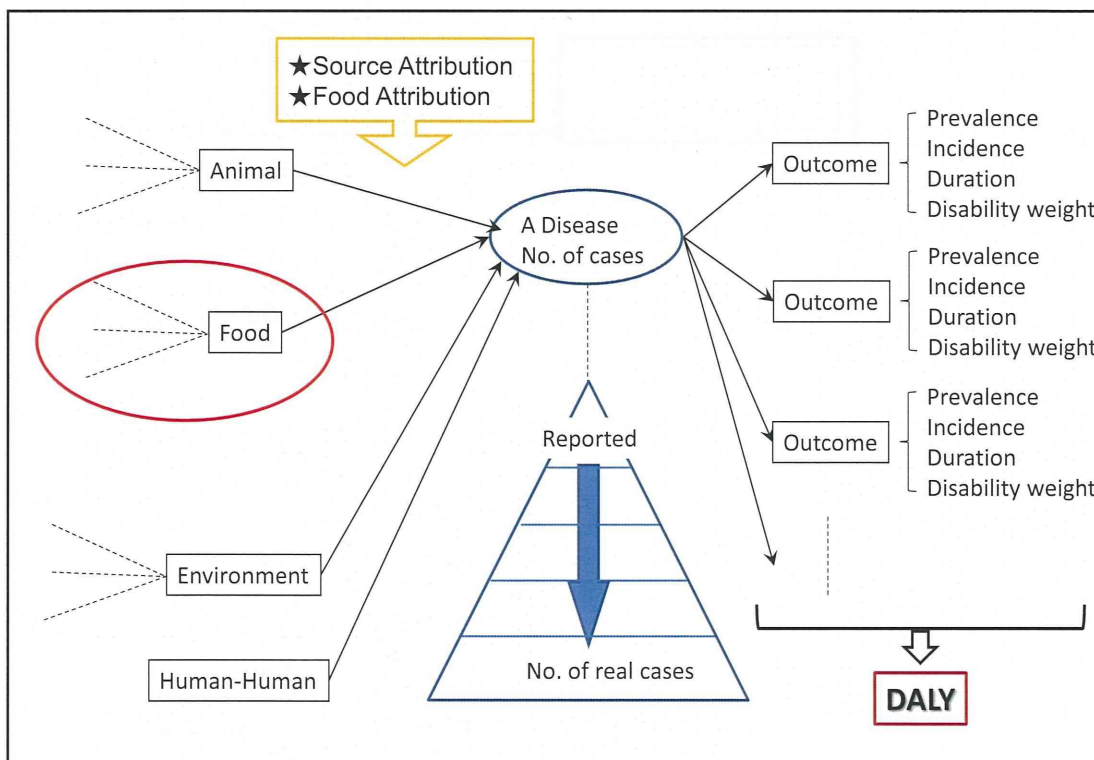 ★Source Attribution
★Food Attribution
Animal
Food
Environment
Human-Human
A Disease
No. of cases
Reported
No. of real cases
Outcome
Prevalence
Incidence
Duration
Disability weight
Outcome
Prevalence
Incidence
Duration
Disability weight
Outcome
Prevalence
Incidence
Duration
Disability weight
DALY